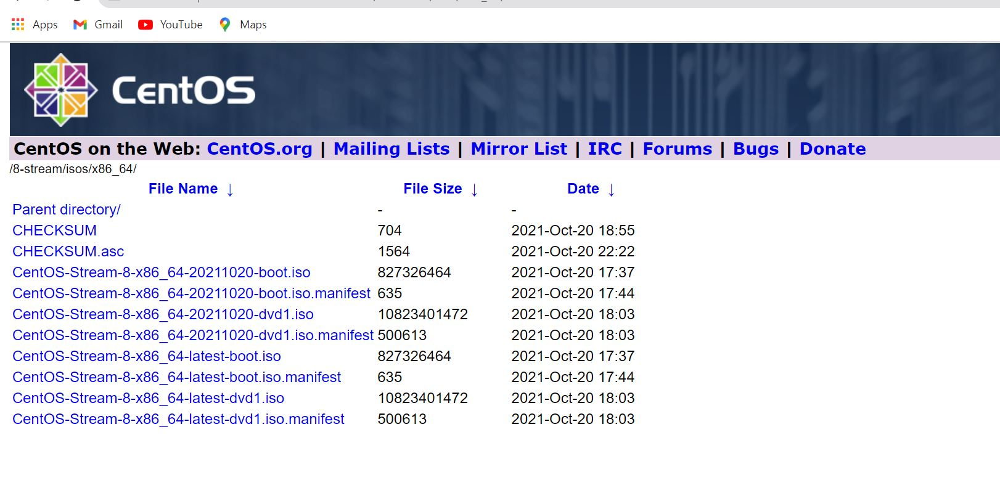 Apps Gmail YouTube Maps
CentOS
CentOS on the Web: CentOS.org | Mailing Lists | Mirror List | IRC | Forums | Bugs | Donate
/8-stream/isos/x86_64/
File Name ↓ File Size ↓ Date ↓
Parent directory/ - -
CHECKSUM 704 2021-Oct-20 18:55
CHECKSUM.asc 1564 2021-Oct-20 22:22
CentOS-Stream-8-x86_64-20211020-boot.iso 827326464 2021-Oct-20 17:37
CentOS-Stream-8-x86_64-20211020-boot.iso.manifest 635 2021-Oct-20 17:44
CentOS-Stream-8-x86_64-20211020-dvd1.iso 10823401472 2021-Oct-20 18:03
CentOS-Stream-8-x86_64-20211020-dvd1.iso.manifest 500613 2021-Oct-20 18:03
CentOS-Stream-8-x86_64-latest-boot.iso 827326464 2021-Oct-20 17:37
CentOS-Stream-8-x86_64-latest-boot.iso.manifest 635 2021-Oct-20 17:44
CentOS-Stream-8-x86_64-latest-dvd1.iso 10823401472 2021-Oct-20 18:03
CentOS-Stream-8-x86_64-latest-dvd1.iso.manifest 500613 2021-Oct-20 18:03